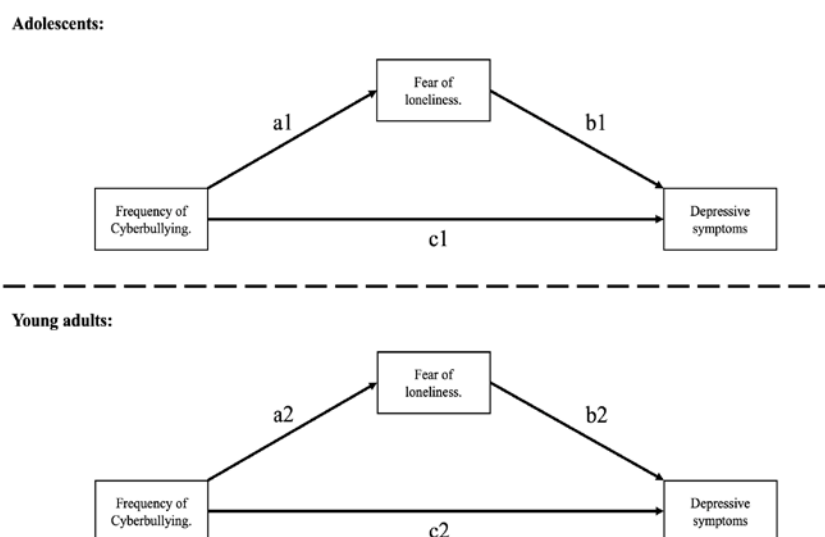 Adolescents:
Fear of
loneliness.
a1
b1
Frequency of
Cyberbullying.
Depressive
symptoms
c1
Young adults:
Fear of
loneliness.
a2
b2
Frequency of
Cyberbullying.
Depressive
symptoms
c2